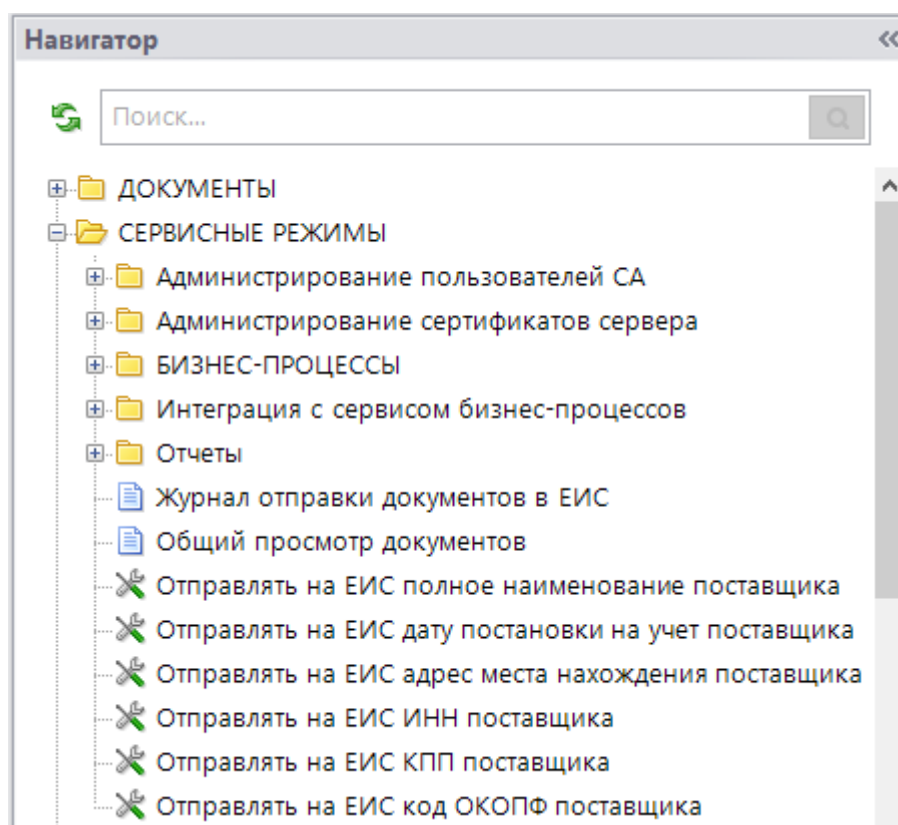 Навигатор
Поиск...
ДОКУМЕНТЫ
СЕРВИСНЫЕ РЕЖИМЫ
Администрирование пользователей СА
Администрирование сертификатов сервера
БИЗНЕС-ПРОЦЕССЫ
Интеграция с сервисом бизнес-процессов
Отчеты
Журнал отправки документов в ЕИС
Общий просмотр документов
Отправлять на ЕИС полное наименование поставщика
Отправлять на ЕИС дату постановки на учет поставщика
Отправлять на ЕИС адрес места нахождения поставщика
Отправлять на ЕИС ИНН поставщика
Отправлять на ЕИС КПП поставщика
Отправлять на ЕИС код ОКОПФ поставщика